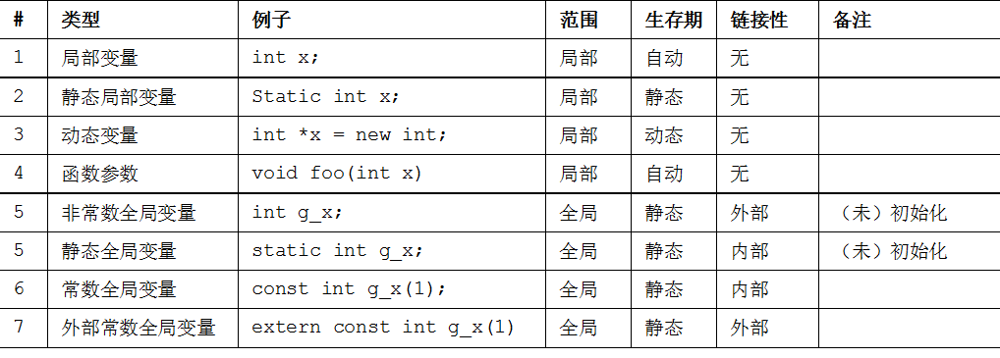 # 类型 例子 范围 生存期 链接性 备注
1 局部变量 int x; 局部 自动 无
2 静态局部变量 Static int x; 局部 静态 无
3 动态变量 int *x = new int; 局部 动态 无
4 函数参数 void foo(int x) 局部 自动 无
5 非常数全局变量 int g_x; 全局 静态 外部 （未）初始化
5 静态全局变量 static int g_x; 全局 静态 内部 （未）初始化
6 常数全局变量 const int g_x(1); 全局 静态 内部
7 外部常数全局变量 extern const int g_x(1) 全局 静态 外部